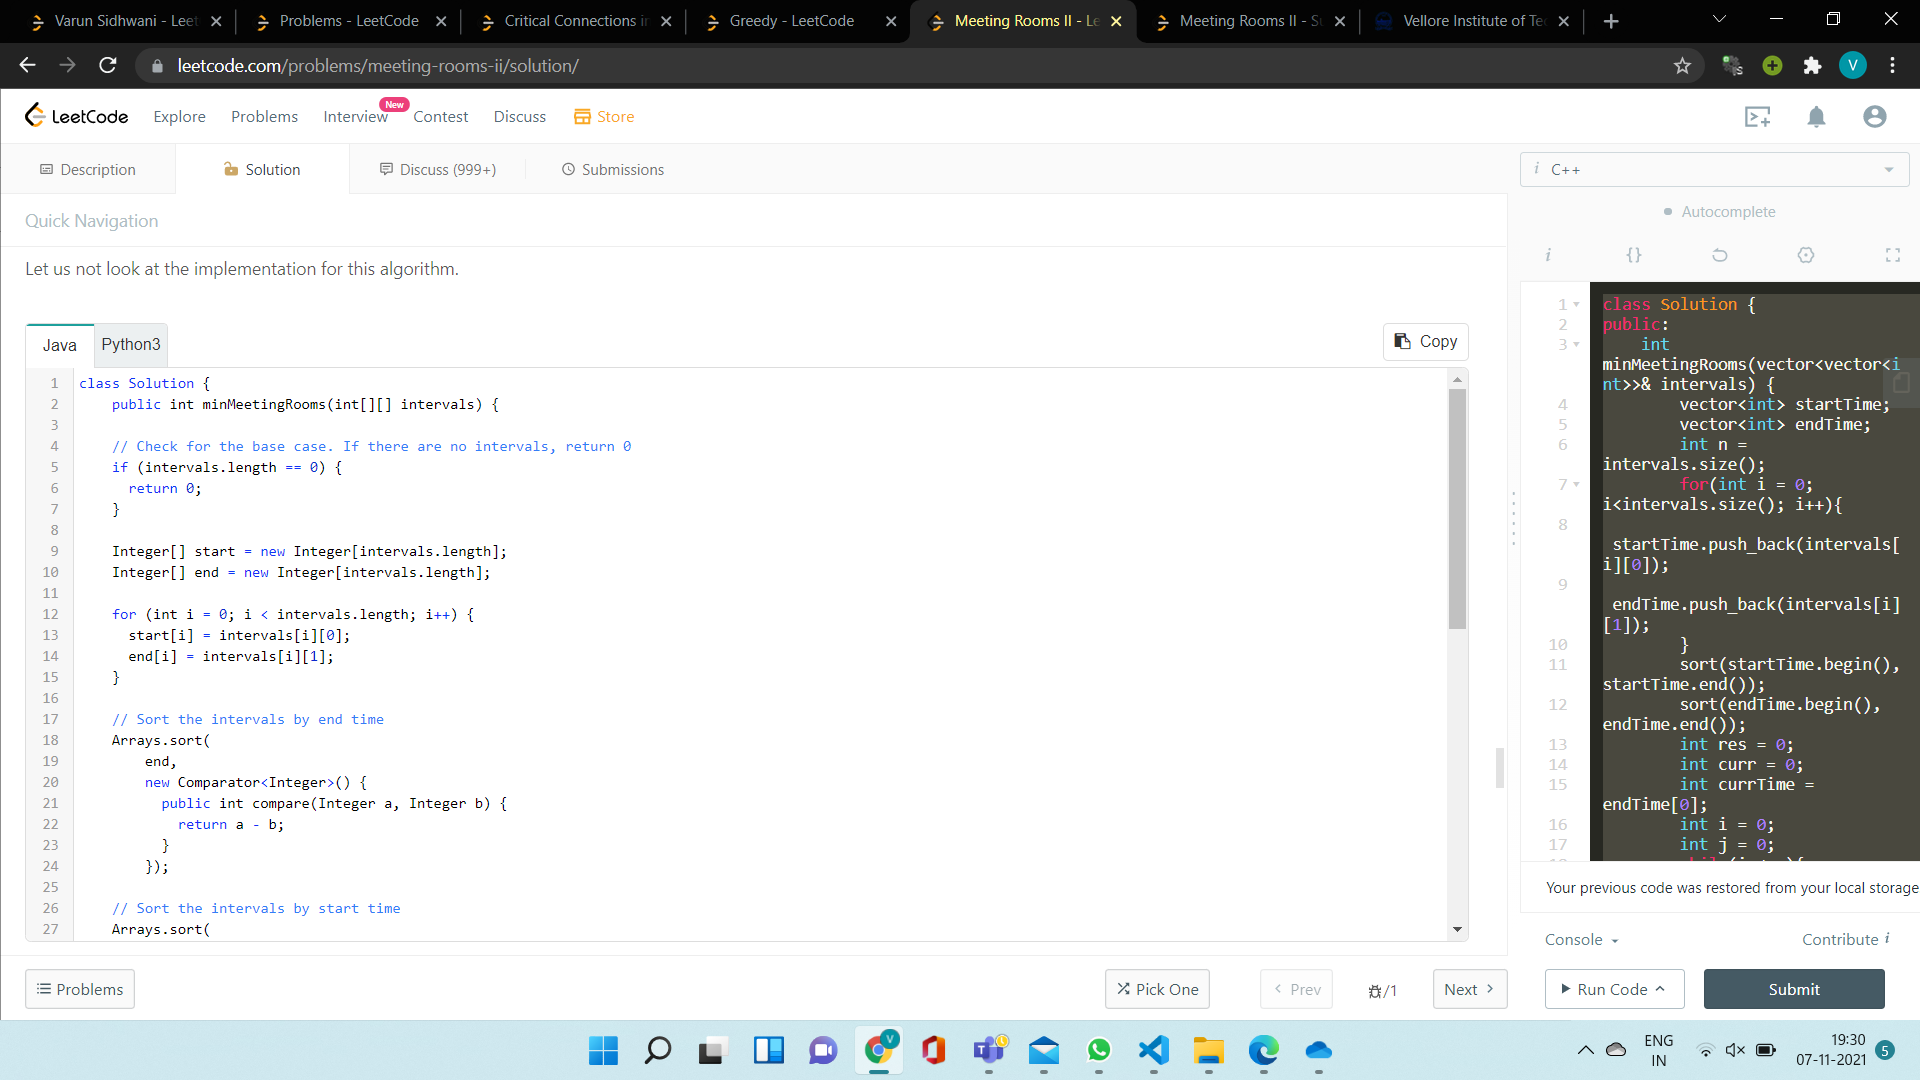 Varun Sidhwani - Leet
Problems - LeetCode
Critical Connections in
Greedy - LeetCode
Meeting Rooms II - Le
Meeting Rooms II - Su
Vellore Institute of Tec
leetcode.com/problems/meeting-rooms-ii/solution/
V
LeetCode
Explore
Problems
Interview
New
Contest
Discuss
Store
Description
Solution
Discuss (999+)
Submissions
i C++
Quick Navigation
Autocomplete
Let us not look at the implementation for this algorithm.
Java
Python3
Copy
1 class Solution {
2 public int minMeetingRooms(int[][] intervals) {
3
4 // Check for the base case. If there are no intervals, return 0
5 if (intervals.length == 0) {
6 return 0;
7 }
8
9 Integer[] start = new Integer[intervals.length];
10 Integer[] end = new Integer[intervals.length];
11
12 for (int i = 0; i < intervals.length; i++) {
13 start[i] = intervals[i][0];
14 end[i] = intervals[i][1];
15 }
16
17 // Sort the intervals by end time
18 Arrays.sort(
19 end,
20 new Comparator<Integer>() {
21 public int compare(Integer a, Integer b) {
22 return a - b;
23 }
24 });
25
26 // Sort the intervals by start time
27 Arrays.sort(
i {}
1 class Solution {
2 public:
3 int
minMeetingRooms(vector<vector<i
nt>>& intervals) {
4 vector<int> startTime;
5 vector<int> endTime;
6 int n =
intervals.size();
7 for(int i = 0;
i<intervals.size(); i++){
8
startTime.push_back(intervals[
i][0]);
9
endTime.push_back(intervals[i]
[1]);
10 }
11 sort(startTime.begin(),
startTime.end());
12 sort(endTime.begin(),
endTime.end());
13 int res = 0;
14 int curr = 0;
15 int currTime =
endTime[0];
16 int i = 0;
17 int j = 0;
Your previous code was restored from your local storage
Console
Contribute i
Problems
Pick One
Prev
/1
Next
Run Code
Submit
V
ENG
IN
19:30
07-11-2021
5